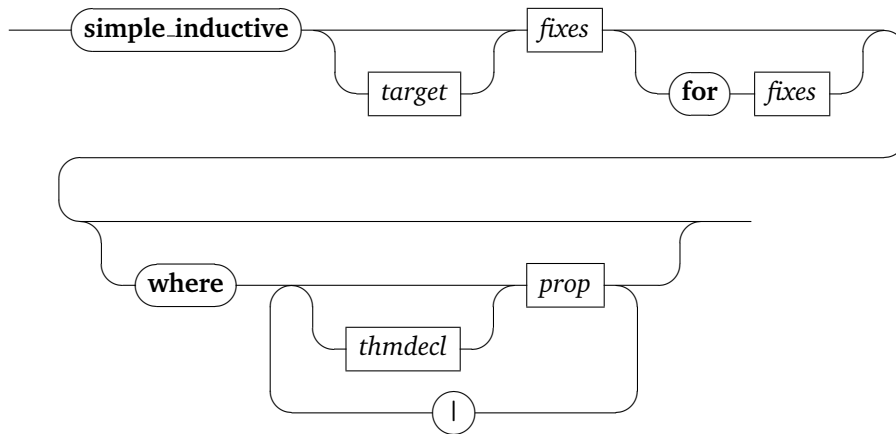 simple_inductive fixes
target for fixes
where prop
thmdecl
|